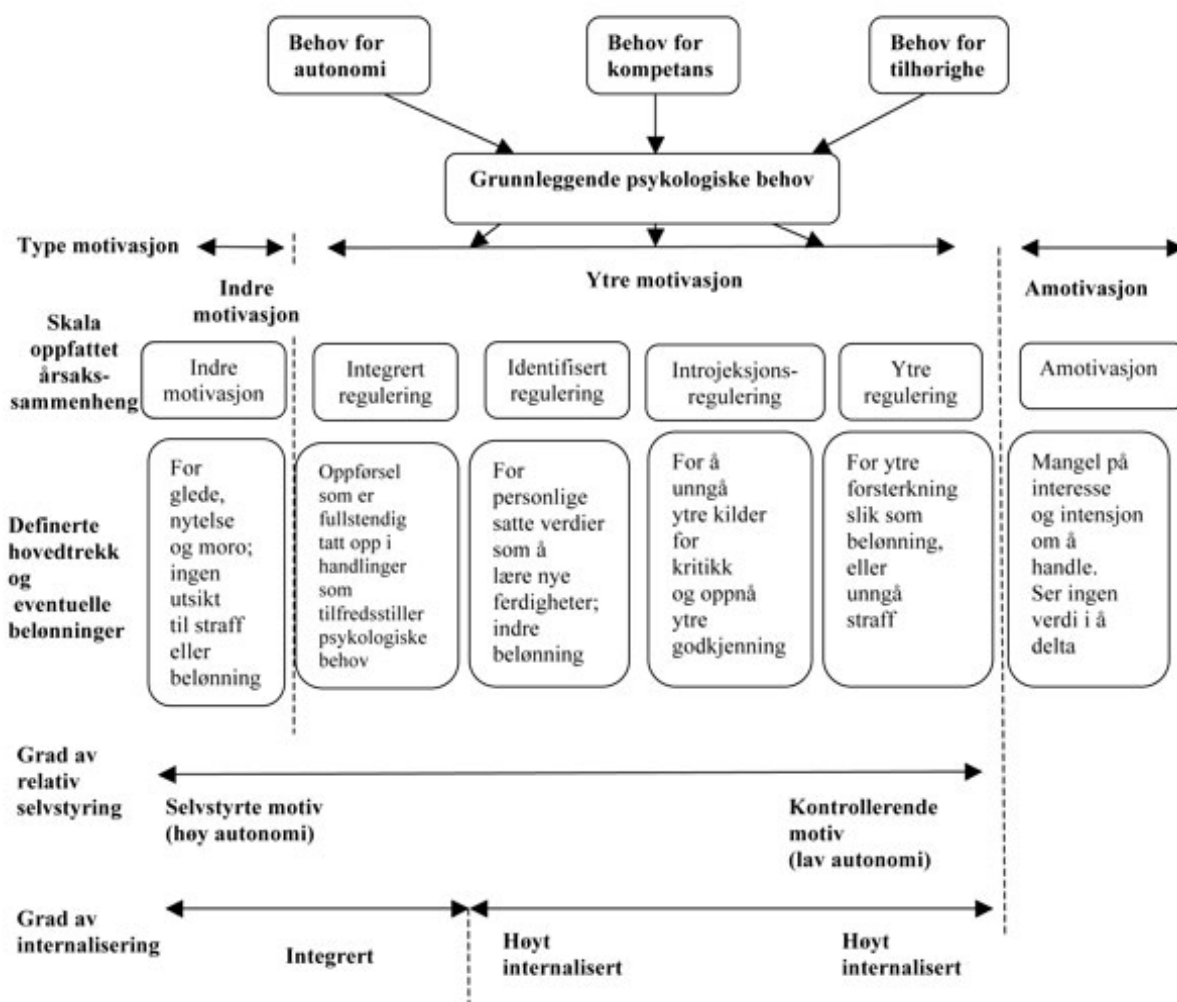 Behov for
autonomi
Behov for
kompetans
Behov for
tilhørighe
Grunnleggende psykologiske behov
Type motivasjon
Indre
motivasjon
Ytre motivasjon
Amotivasjon
Skala
oppfattet
årsaks-
sammenheng
Indre
motivasjon
Integrert
regulering
Identifisert
regulering
Introjeksjons-
regulering
Ytre
regulering
Amotivasjon
Definerte
hovedtrekk
og
eventuelle
belønninger
For
glede,
nytelse
og moro;
ingen
utsikt
til straff
eller
belønning
Oppførsel
som er
fullstendig
tatt opp i
handlinger
som
tilfredsstiller
psykologiske
behov
For
personlige
satte verdier
som å
lære nye
ferdigheter;
indre
belønning
For å
unngå
ytre kilder
for
kritikk
og oppnå
ytre
godkjenning
For ytre
forsterkning
slik som
belønning,
eller
unngå
straff
Mangel på
interesse
og intensjon
om å
handle.
Ser ingen
verdi i å
delta
Grad av
relativ
selvstyring
Selvstyrte motiv
(høy autonomi)
Kontrollerende
motiv
(lav autonomi)
Grad av
internalisering
Integrert
Høyt
internalisert
Høyt
internalisert